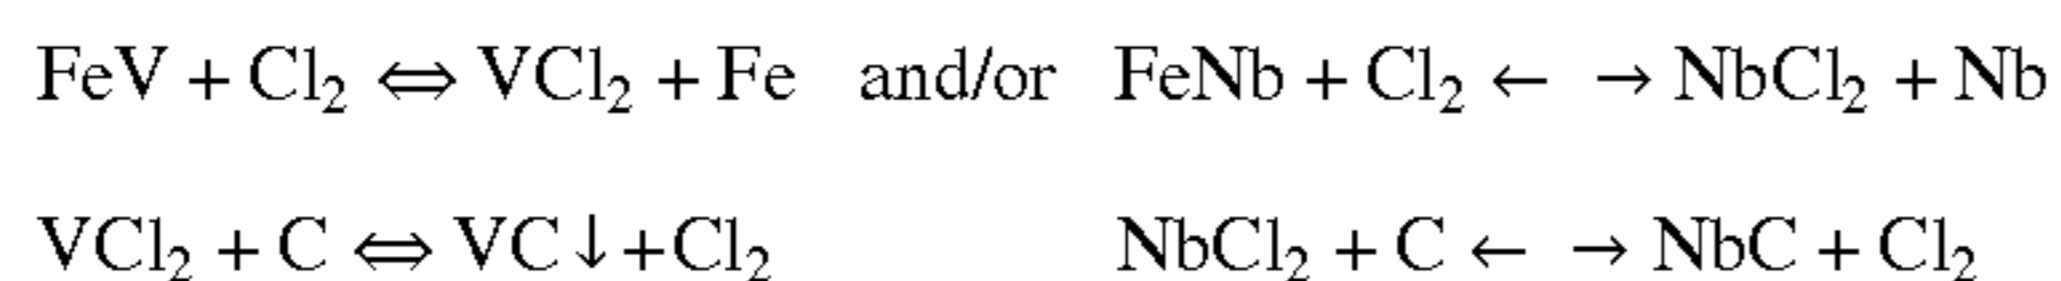 FeV + Cl₂ ⇔ VCl₂ + Fe and/or FeNb + Cl₂ ← → NbCl₂ + Nb
VCl₂ + C ⇔ VC↓+Cl₂ NbCl₂ + C ← → NbC + Cl₂